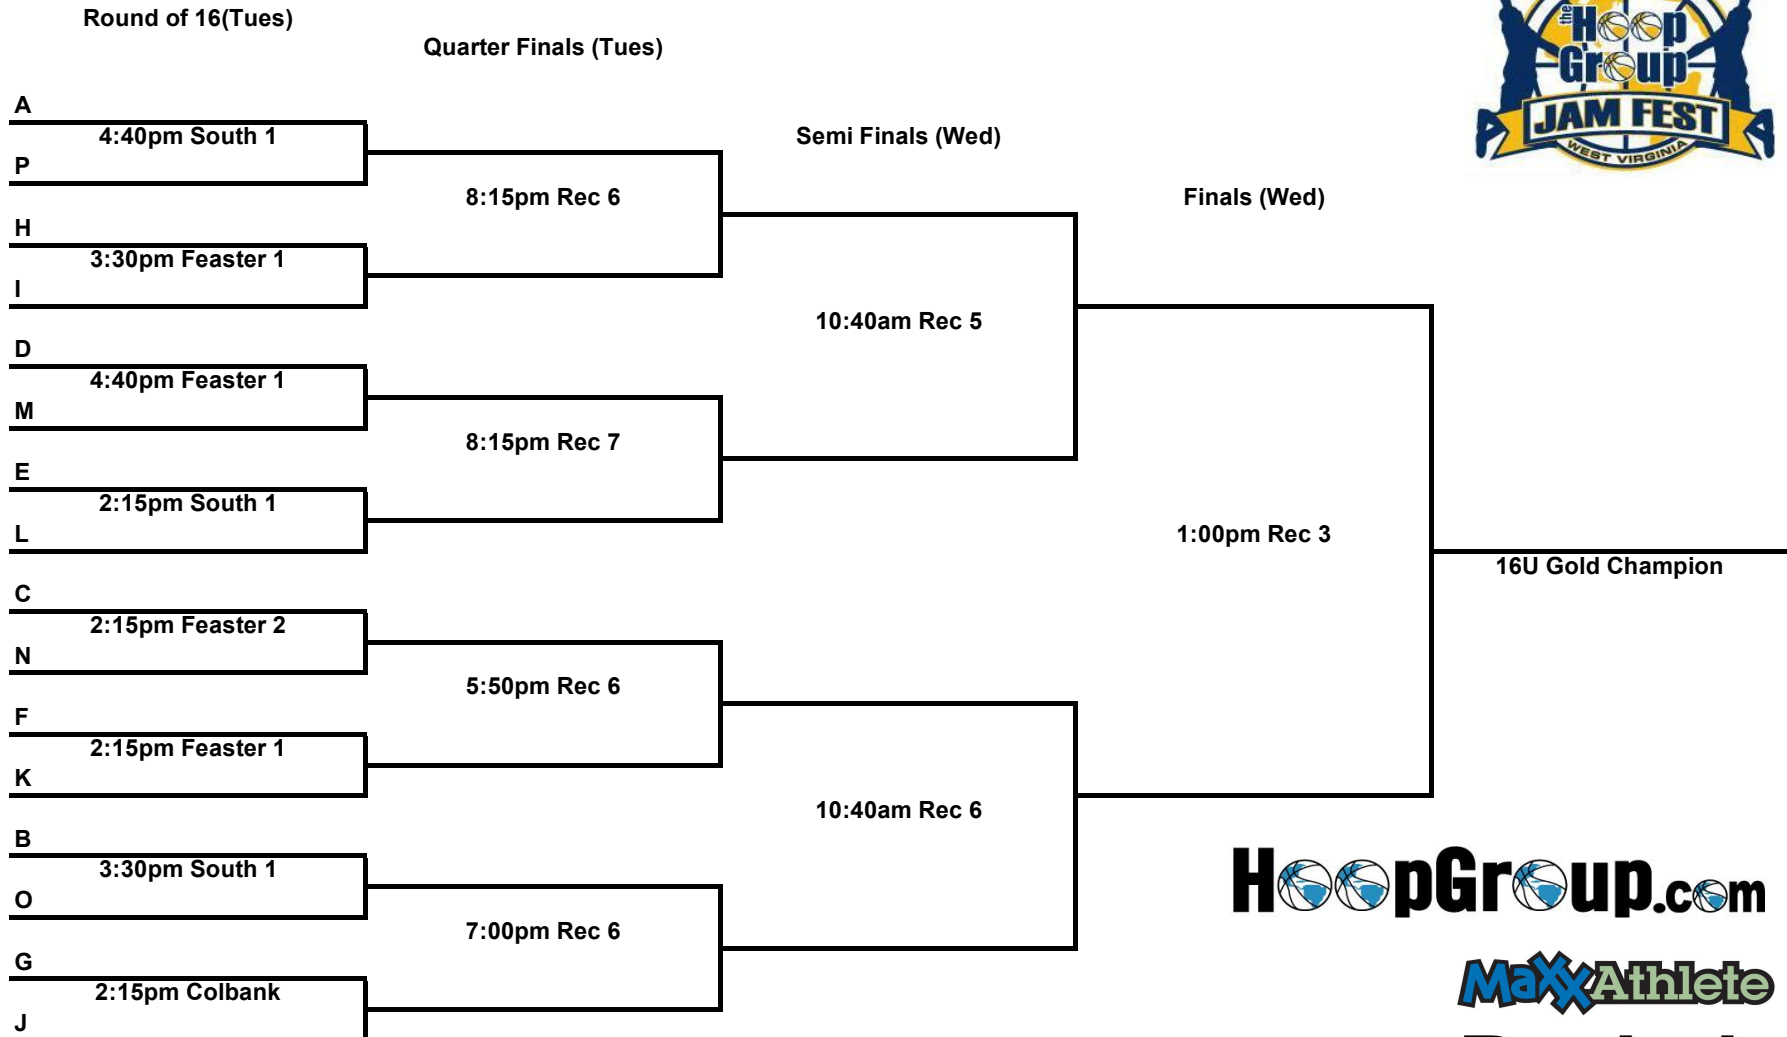 Round of 16(Tues)
Quarter Finals (Tues)
Semi Finals (Wed)
Finals (Wed)
the
Hoop
Group
JAM FEST
WEST VIRGINIA
A
4:40pm South 1
P
8:15pm Rec 6
H
3:30pm Feaster 1
I
10:40am Rec 5
D
4:40pm Feaster 1
M
8:15pm Rec 7
E
2:15pm South 1
L
1:00pm Rec 3
16U Gold Champion
C
2:15pm Feaster 2
N
5:50pm Rec 6
F
2:15pm Feaster 1
K
10:40am Rec 6
B
3:30pm South 1
O
7:00pm Rec 6
G
2:15pm Colbank
J
HoopGroup.com
MaxxAthlete